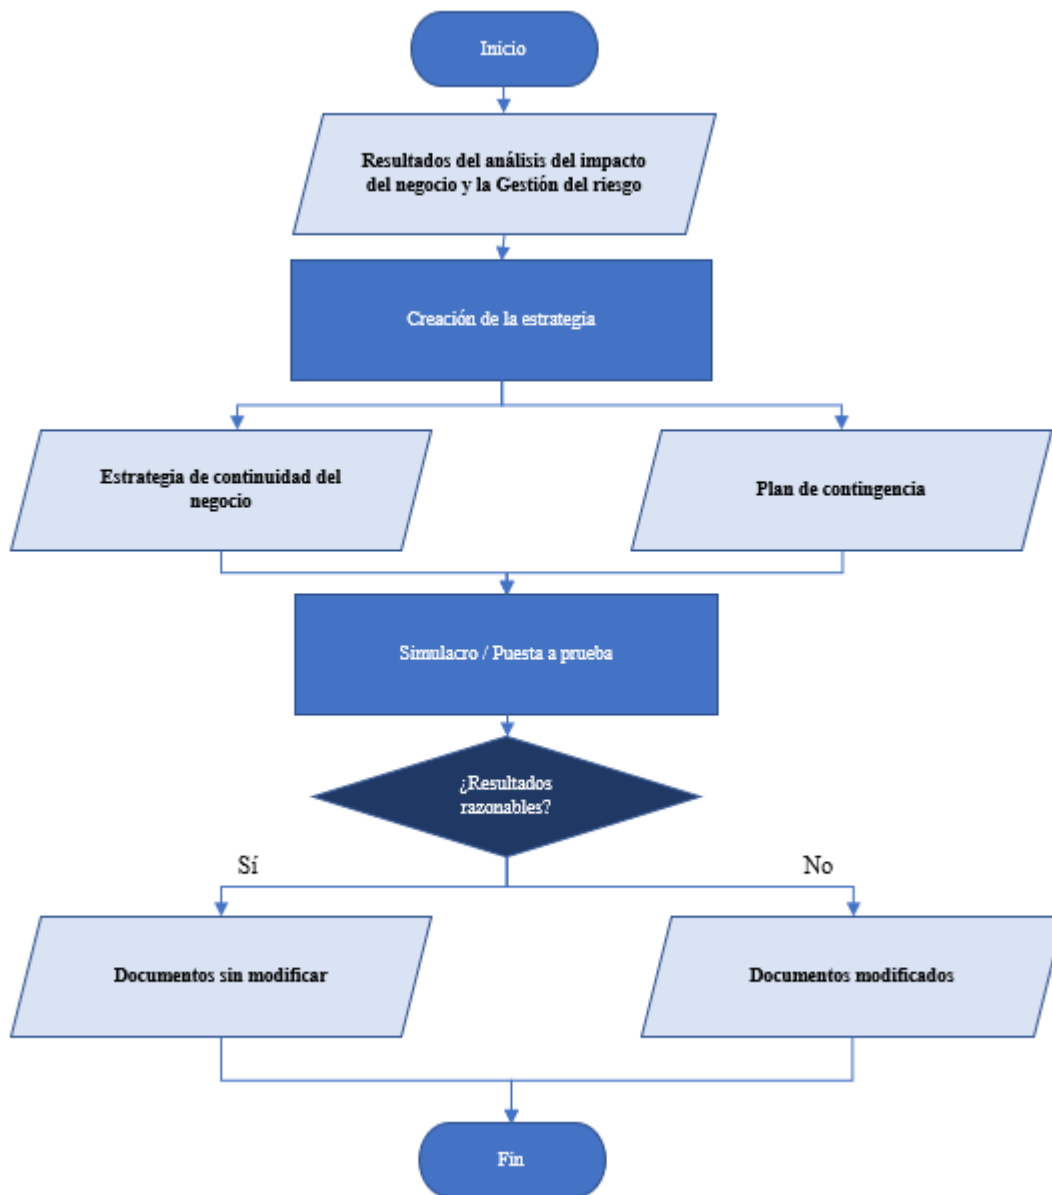 Inicio
Resultados del análisis del impacto
del negocio y la Gestión del riesgo
Creación de la estrategia
Estrategia de continuidad del
negocio
Plan de contingencia
Simulacro / Puesta a prueba
¿Resultados
razonables?
Sí
No
Documentos sin modificar
Documentos modificados
Fin